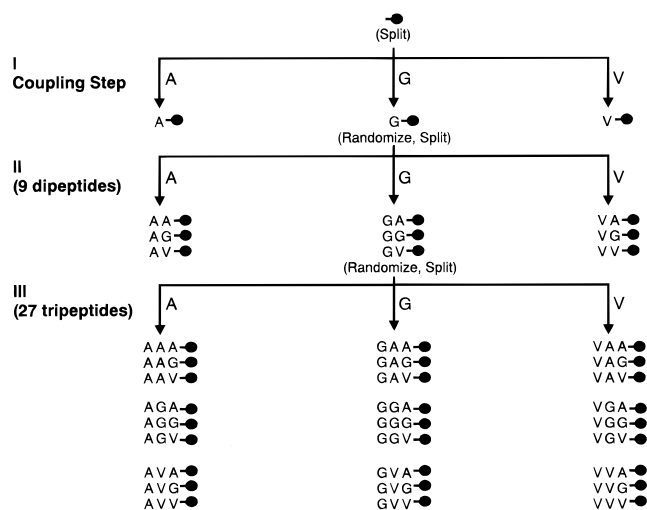 (Split)
I
Coupling Step
A G V
A G V
(Randomize, Split)
II
(9 dipeptides)
A G V
AA GA VA
AG GG VG
AV GV VV
(Randomize, Split)
III
(27 tripeptides)
A G V
AAA GAA VAA
AAG GAG VAG
AAV GAV VAV
AGA GGA VGA
AGG GGG VGG
AGV GGV VGV
AVA GVA VVA
AVG GVG VVG
AVV GVV VVV